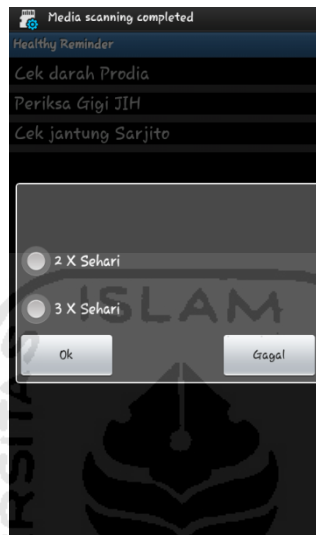 Media scanning completed
Healthy Reminder
Cek darah Prodia
Periksa Gigi JIH
Cek jantung Sarjito
2 X Sehari
3 X Sehari
ISLAM
Ok
Gagal